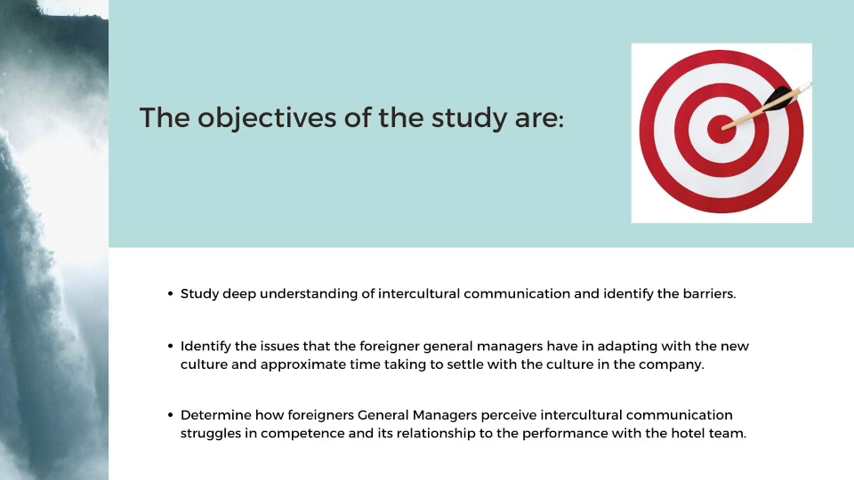 The objectives of the study are:
• Study deep understanding of intercultural communication and identify the barriers.
• Identify the issues that the foreigner general managers have in adapting with the new
culture and approximate time taking to settle with the culture in the company.
• Determine how foreigners General Managers perceive intercultural communication
struggles in competence and its relationship to the performance with the hotel team.